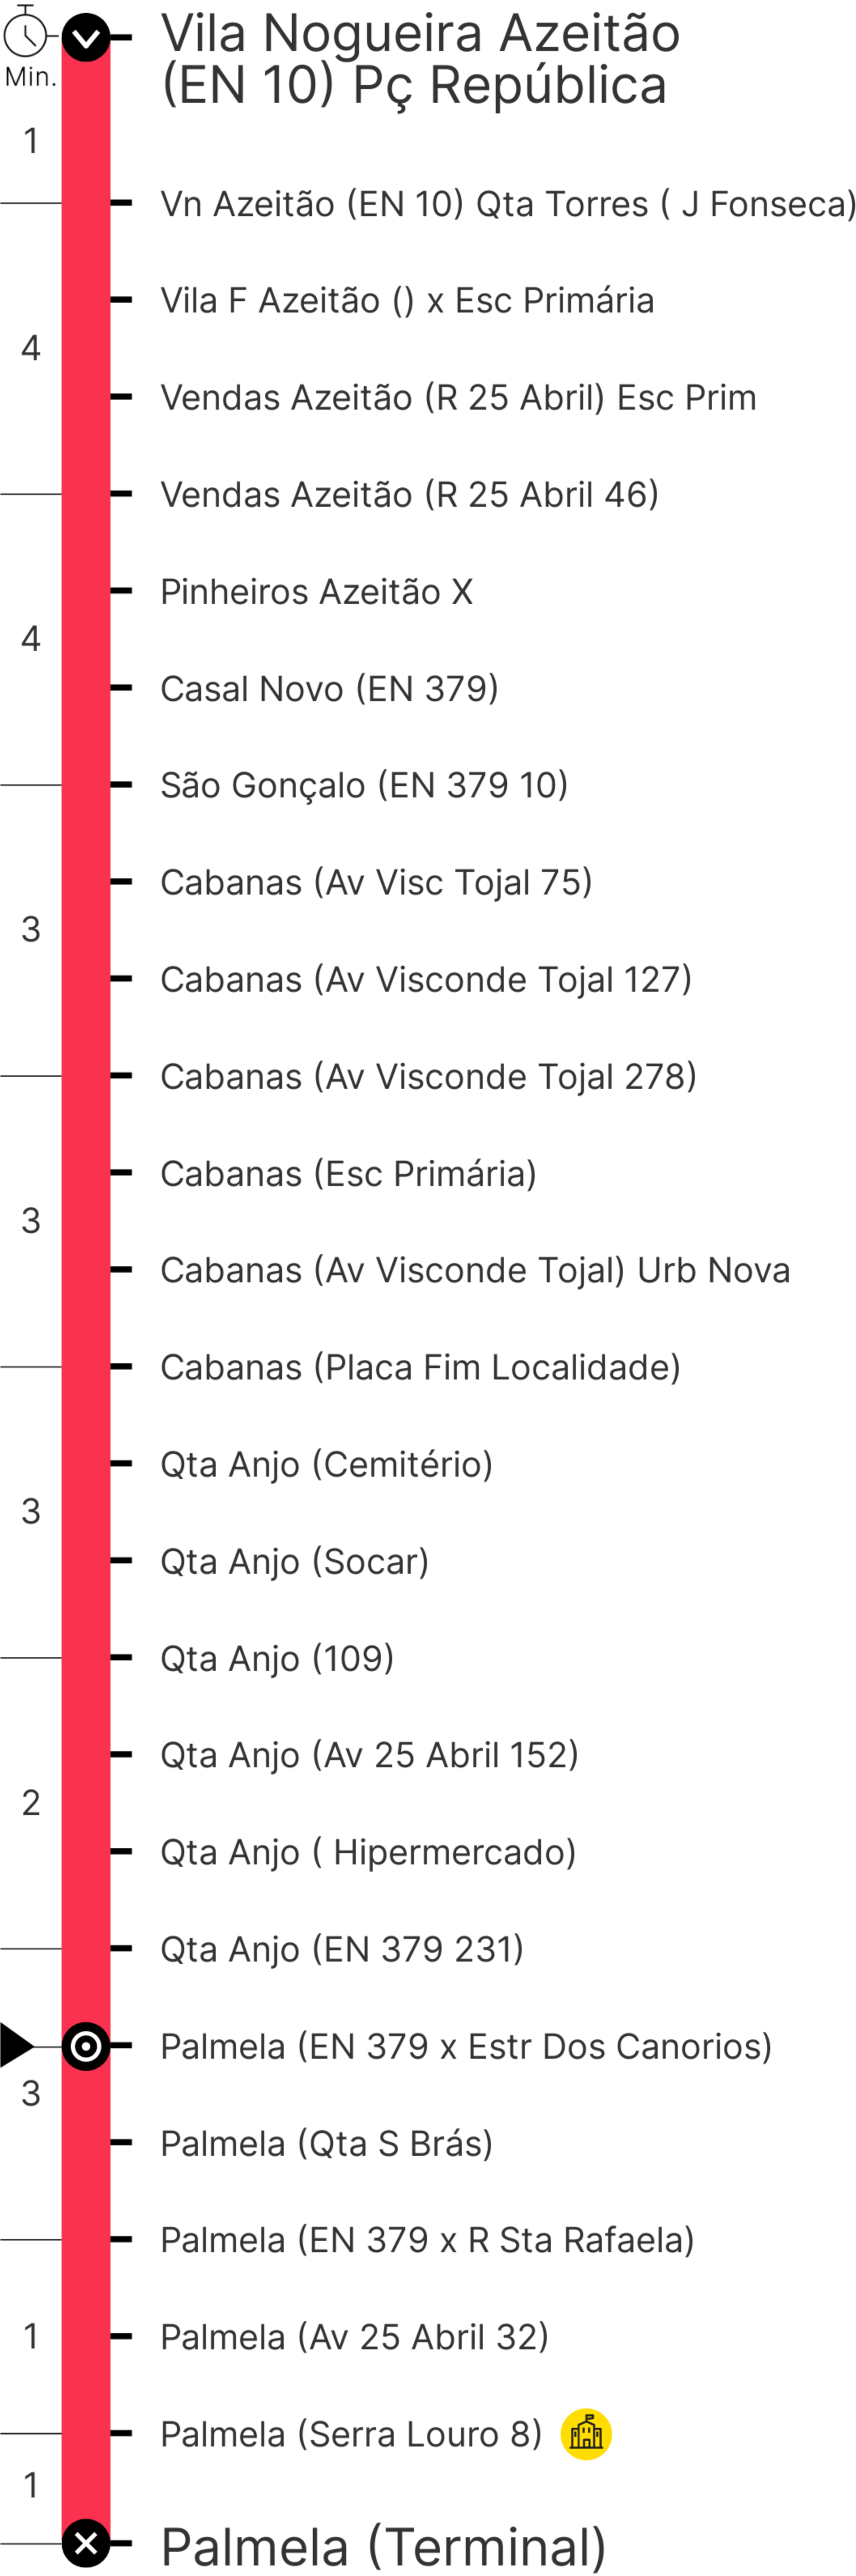 Vila Nogueira Azeitão
(EN 10) Pç República
Min.
1
Vn Azeitão (EN 10) Qta Torres ( J Fonseca)
Vila F Azeitão () x Esc Primária
4
Vendas Azeitão (R 25 Abril) Esc Prim
Vendas Azeitão (R 25 Abril 46)
Pinheiros Azeitão X
4
Casal Novo (EN 379)
São Gonçalo (EN 379 10)
Cabanas (Av Visc Tojal 75)
3
Cabanas (Av Visconde Tojal 127)
Cabanas (Av Visconde Tojal 278)
Cabanas (Esc Primária)
3
Cabanas (Av Visconde Tojal) Urb Nova
Cabanas (Placa Fim Localidade)
Qta Anjo (Cemitério)
3
Qta Anjo (Socar)
Qta Anjo (109)
Qta Anjo (Av 25 Abril 152)
2
Qta Anjo ( Hipermercado)
Qta Anjo (EN 379 231)
Palmela (EN 379 x Estr Dos Canorios)
3
Palmela (Qta S Brás)
Palmela (EN 379 x R Sta Rafaela)
1
Palmela (Av 25 Abril 32)
Palmela (Serra Louro 8)
1
Palmela (Terminal)